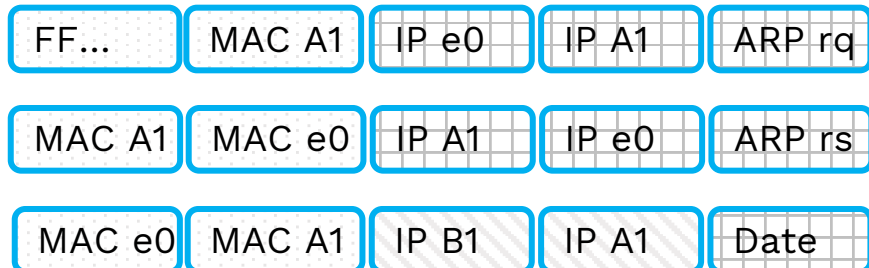 FF... MAC A1 IP e0 IP A1 ARP rq
MAC A1 MAC e0 IP A1 IP e0 ARP rs
MAC e0 MAC A1 IP B1 IP A1 Date